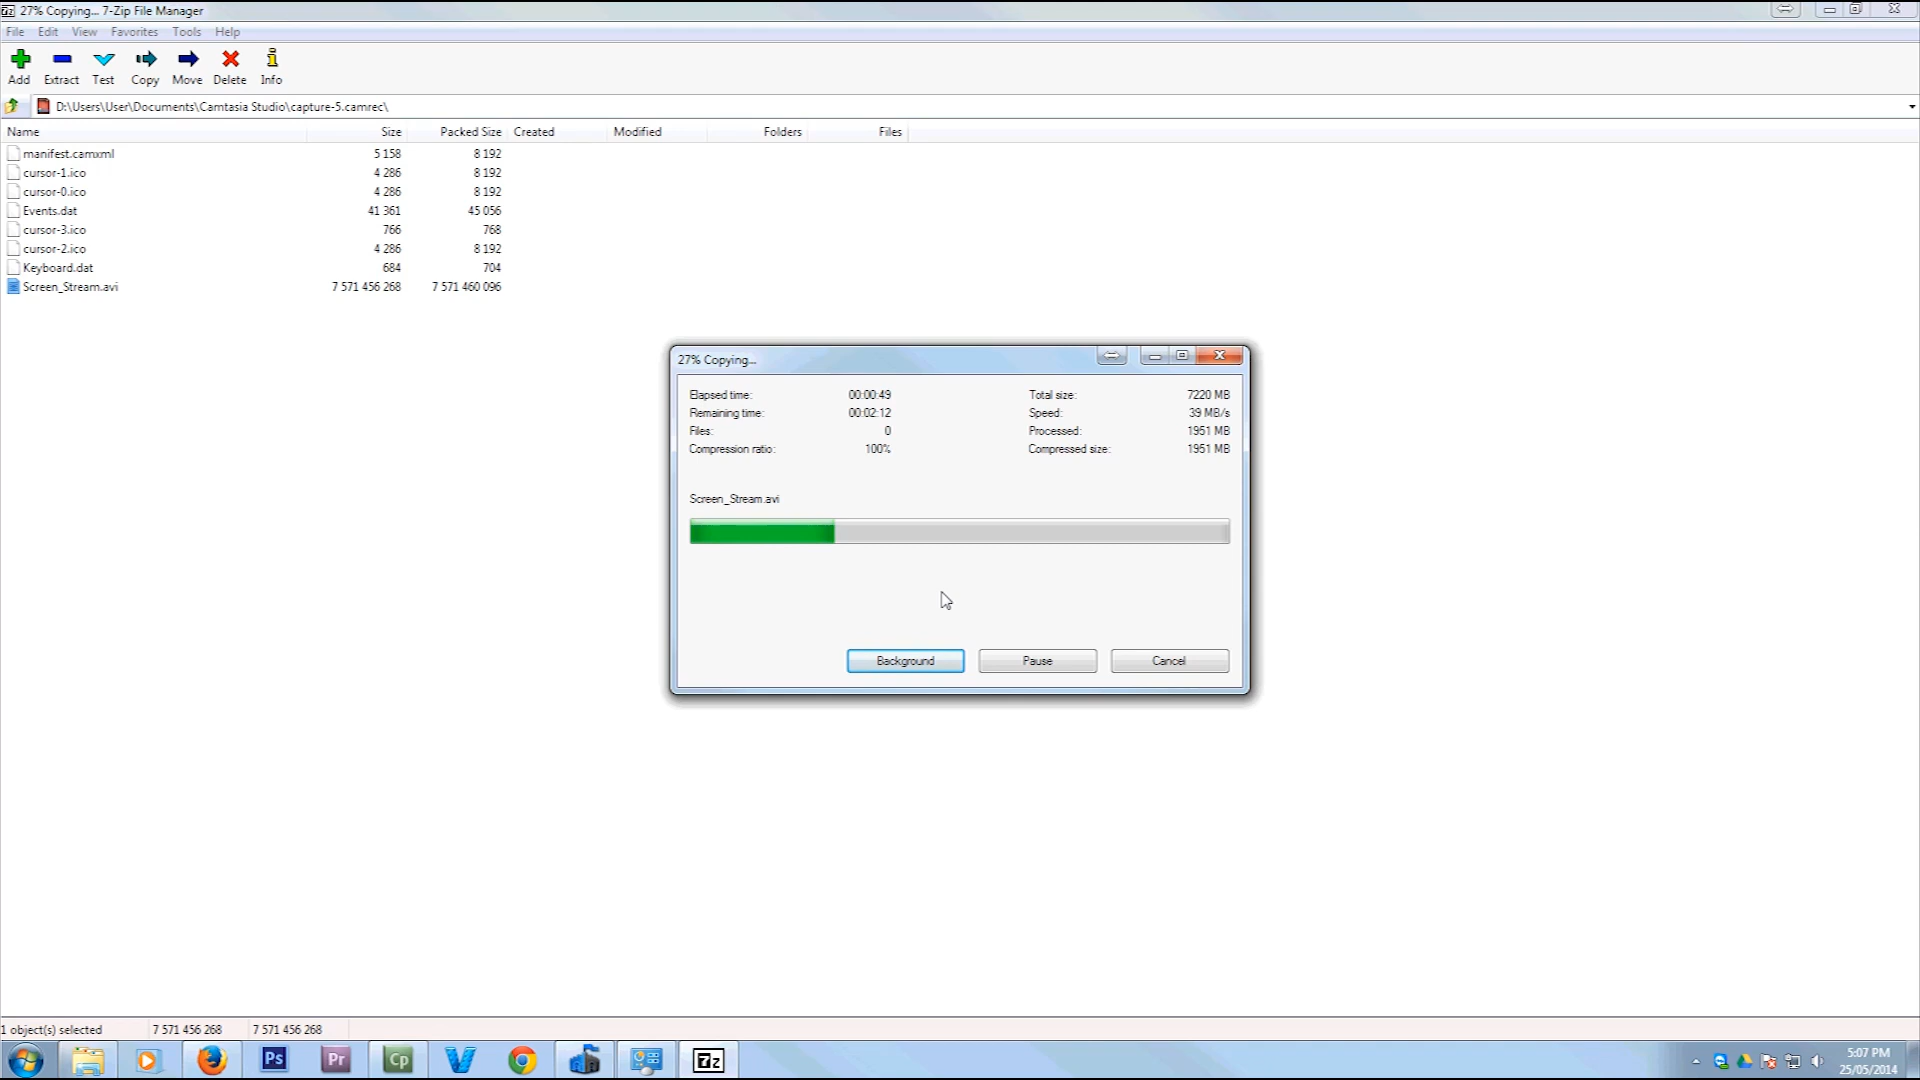 27% Copying... 7-Zip File Manager
File Edit View Favorites Tools Help
Add Extract Test Copy Move Delete Info
D:\Users\User\Documents\Camtasia Studio\capture-5.camrec\
Name Size Packed Size Created Modified Folders Files
manifest.camxml 5 158 8 192
cursor-1.ico 4 286 8 192
cursor-0.ico 4 286 8 192
Events.dat 41 361 45 056
cursor-3.ico 766 768
cursor-2.ico 4 286 8 192
Keyboard.dat 684 704
Screen_Stream.avi 7 571 456 268 7 571 460 096
27% Copying...
Elapsed time: 00:00:49 Total size: 7220 MB
Remaining time: 00:02:12 Speed: 39 MB/s
Files: 0 Processed: 1951 MB
Compression ratio: 100% Compressed size: 1951 MB
Screen_Stream.avi
Background Pause Cancel
1 object(s) selected 7 571 456 268 7 571 456 268
Ps Pr Cp 7z
5:07 PM
25/05/2014